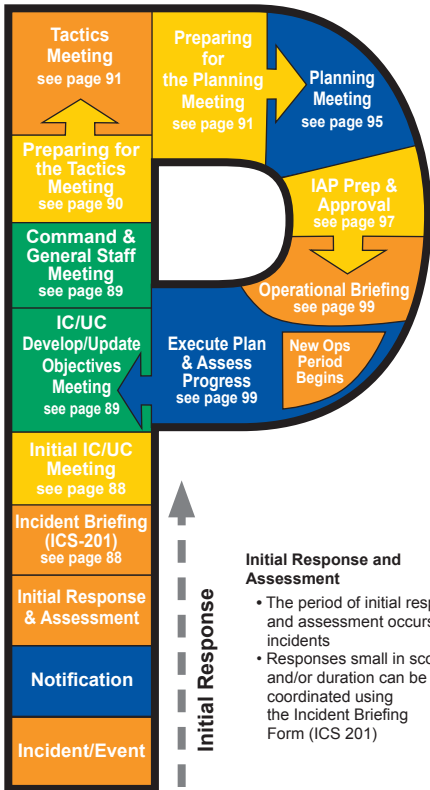 Tactics
Meeting
see page 91
Preparing
for
the Planning
Meeting
see page 91
Planning
Meeting
see page 95
Preparing for
the Tactics
Meeting
see page 90
IAP Prep &
Approval
see page 97
Command &
General Staff
Meeting
see page 89
Operational Briefing
see page 99
IC/UC
Develop/Update
Objectives
Meeting
see page 89
Execute Plan
& Assess
Progress
see page 99
New Ops
Period
Begins
Initial IC/UC
Meeting
see page 88
Incident Briefing
(ICS-201)
see page 88
Initial Response
& Assessment
Notification
Incident/Event
Initial Response
Initial Response and
Assessment
• The period of initial resp
and assessment occurs
incidents
• Responses small in sco
and/or duration can be
coordinated using
the Incident Briefing
Form (ICS 201)